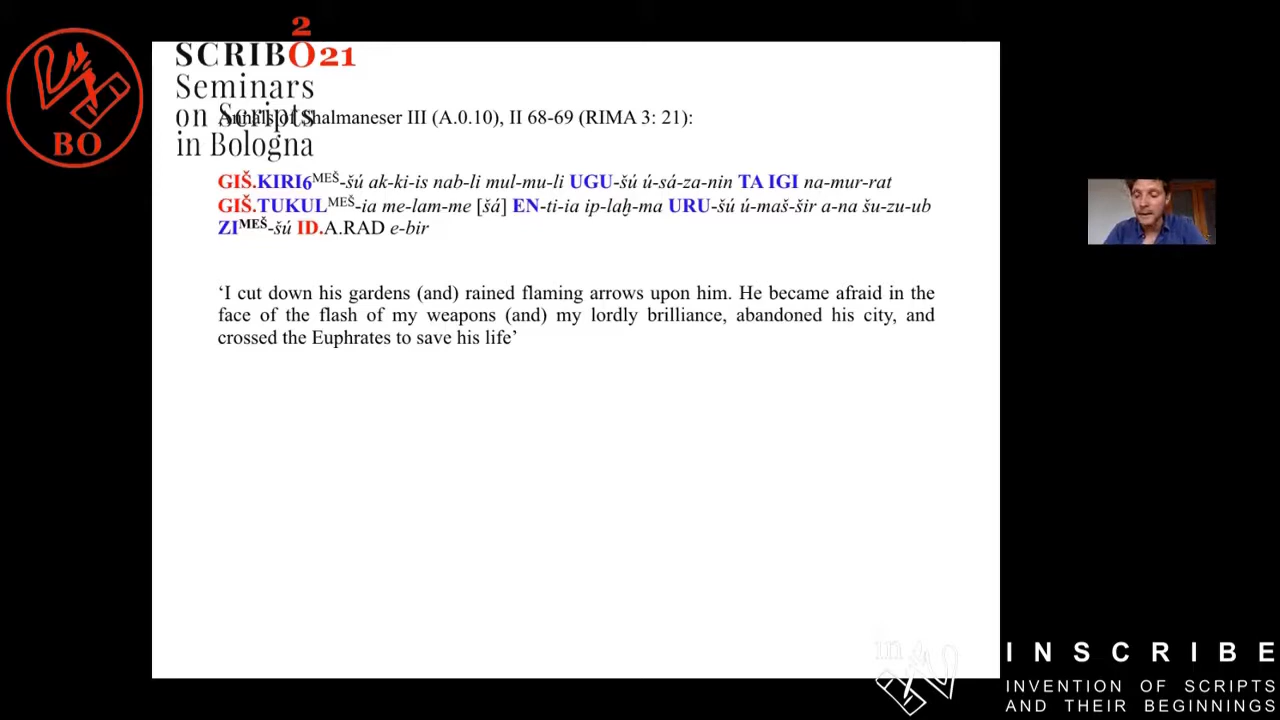 2
SCRIBO21
Seminars
on Scripts
in Bologna
BO
Annals of Shalmaneser III (A.0.10), II 68-69 (RIMA 3: 21):
GIŠ.KIRI6MEŠ-šú ak-ki-is nab-li mul-mu-li UGU-šú ú-sá-za-nin TA IGI na-mur-rat
GIŠ.TUKULMEŠ-ia me-lam-me [šá] EN-ti-ia ip-laḫ-ma URU-šú ú-maš-šir a-na šu-zu-ub
ZIMEŠ-šú ID.A.RAD e-bir
‘I cut down his gardens (and) rained flaming arrows upon him. He became afraid in the
face of the flash of my weapons (and) my lordly brilliance, abandoned his city, and
crossed the Euphrates to save his life’
in
INSCRIBE
INVENTION OF SCRIPTS
AND THEIR BEGINNINGS